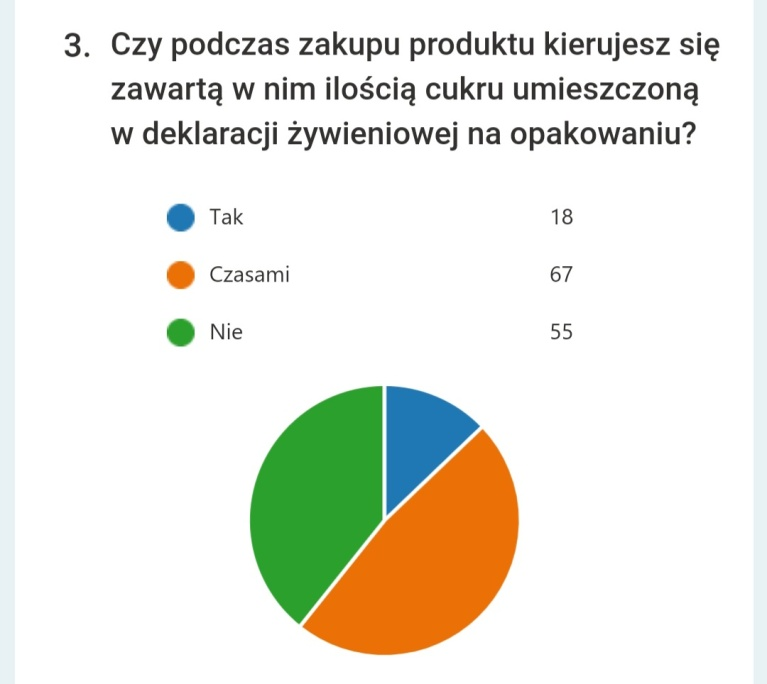 3. Czy podczas zakupu produktu kierujesz się
zawartą w nim ilością cukru umieszczoną
w deklaracji żywieniowej na opakowaniu?
Tak 18
Czasami 67
Nie 55